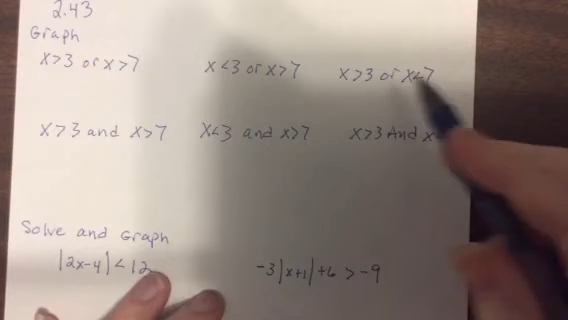 2.43
Graph
x>3 or x>7 x<3 or x>7 x>3 or x<7
x>3 and x>7 x<3 and x>7 x>3 And x
Solve and Graph
|2x-4|<12 -3|x+1|+6 > -9